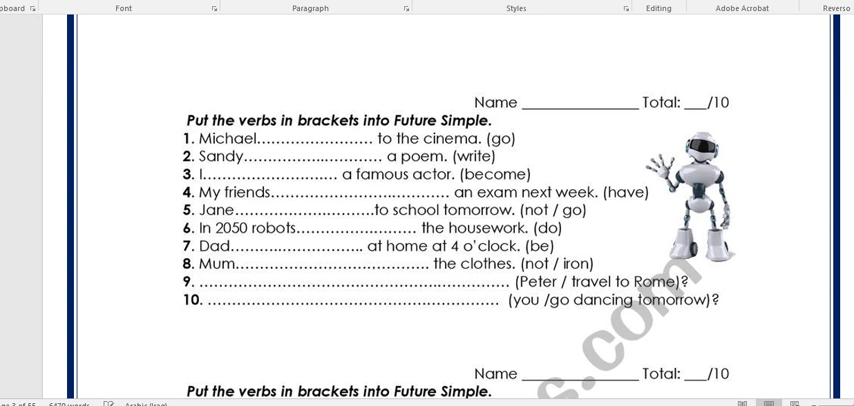 Font Paragraph Styles Editing Adobe Acrobat Reverso
Name ________________ Total: ___/10
Put the verbs in brackets into Future Simple.
1. Michael........................ to the cinema. (go)
2. Sandy............................. a poem. (write)
3. I............................ a famous actor. (become)
4. My friends..................................... an exam next week. (have)
5. Jane.............................to school tomorrow. (not / go)
6. In 2050 robots......................... the housework. (do)
7. Dad............................ at home at 4 o'clock. (be)
8. Mum........................................ the clothes. (not / iron)
9. ................................................................ (Peter / travel to Rome)?
10. ............................................................ (you /go dancing tomorrow)?
s.com
Name ________________ Total: ___/10
Put the verbs in brackets into Future Simple.